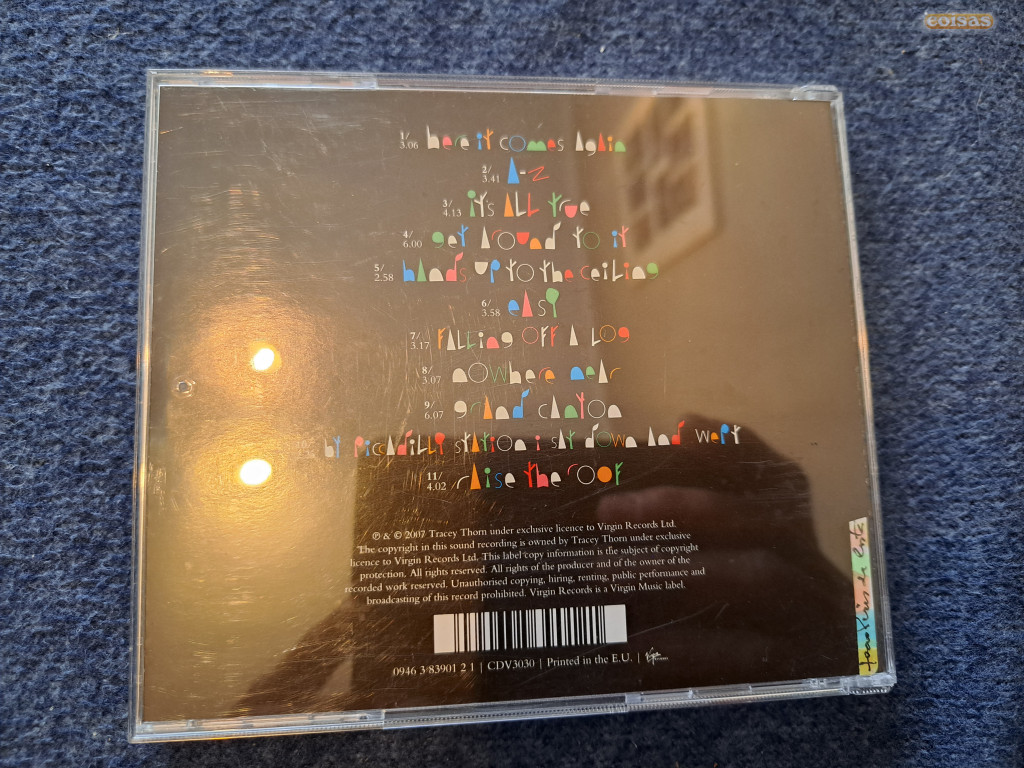 coisas
1/
3.06 here it comes again
2/
3.41 A-Z
3/
4.13 it's ALL true
4/
6.00 get around to it
5/
2.58 hands up to the ceiling
6/
3.58 easy
7/
3.17 FALLing OFF A LOg
8/
3.07 nOWhere near
9/
6.07 grand canyon
by piccadilly station i sat down and wept
11/
4.02 raise the roof
℗ & © 2007 Tracey Thorn under exclusive licence to Virgin Records Ltd.
The copyright in this sound recording is owned by Tracey Thorn under exclusive
licence to Virgin Records Ltd. This label copy information is the subject of copyright
protection. All rights reserved. All rights of the producer and of the owner of the
recorded work reserved. Unauthorised copying, hiring, renting, public performance and
broadcasting of this record prohibited. Virgin Records is a Virgin Music label.
0946 3 83901 2 1 | CDV3030 | Printed in the E.U. | Virgin